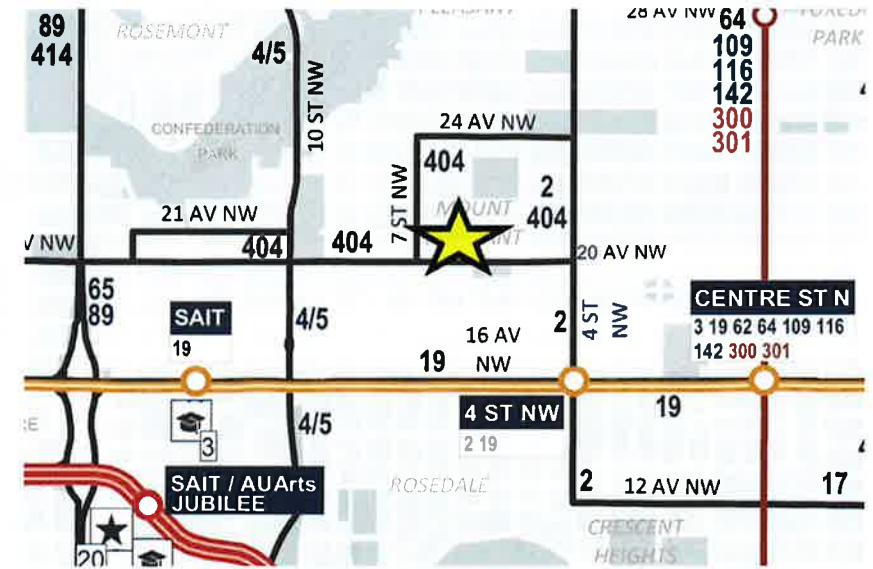 28 AV NW
64
109
116
142
300
301
PARK
89
414
ROSEMONT
4/5
10 ST NW
CONFEDERATION
PARK
24 AV NW
404
7 ST NW
2
404
MOUNT
21 AV NW
404
404
20 AV NW
65
89
SAIT
19
4/5
16 AV
NW
19
2
4 ST
NW
CENTRE ST N
3 19 62 64 109 116
142 300 301
3
4/5
4 ST NW
2 19
19
SAIT / AUArts
JUBILEE
ROSEDALE
2
12 AV NW
17
CRESCENT
HEIGHTS
20